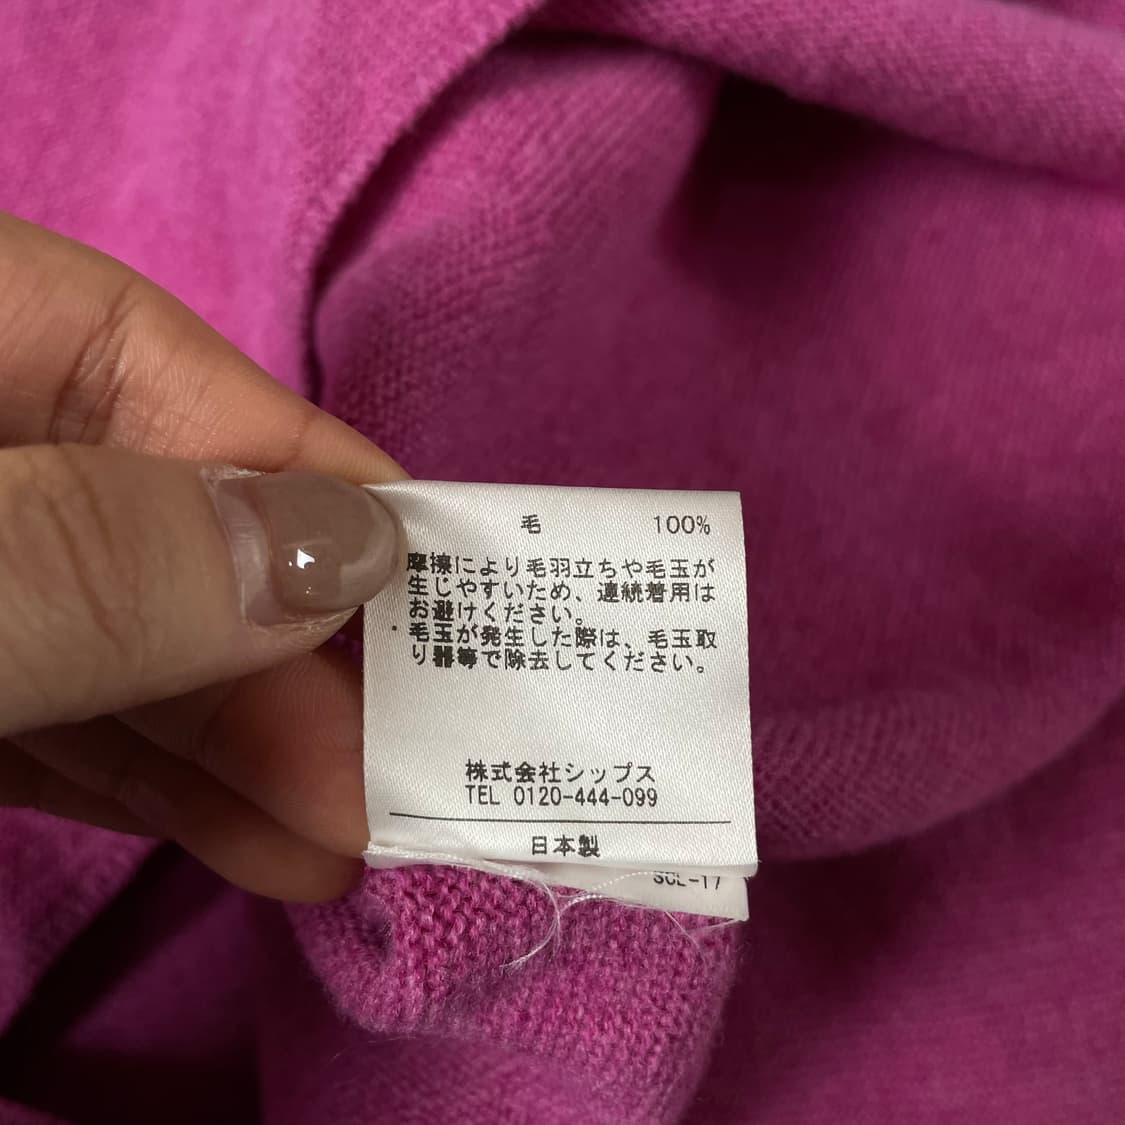 毛 100%
摩擦により毛羽立ちや毛玉が
生じやすいため、連続着用は
お避けください。
・毛玉が発生した際は、毛玉取
り器等で除去してください。
株式会社シップス
TEL 0120-444-099
日本製
SCL-17